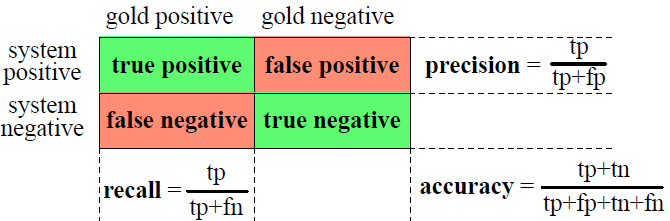 gold positive gold negative
system positive
true positive false positive
precision = tp / tp+fp
system negative
false negative true negative
recall = tp / tp+fn
accuracy = tp+tn / tp+fp+tn+fn